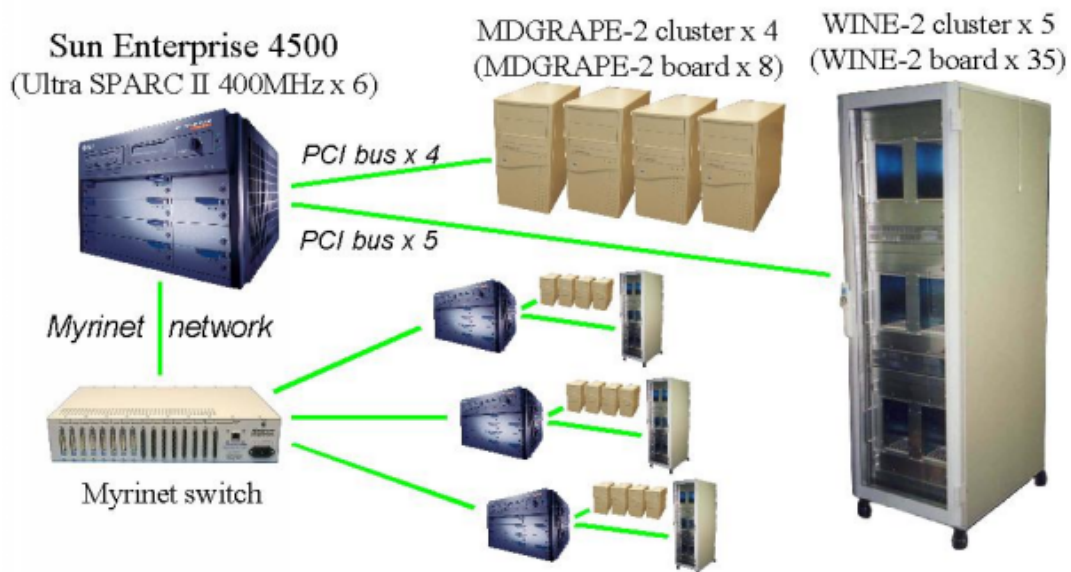 Sun Enterprise 4500
(Ultra SPARC II 400MHz x 6)
MDGRAPE-2 cluster x 4
(MDGRAPE-2 board x 8)
WINE-2 cluster x 5
(WINE-2 board x 35)
PCI bus x 4
PCI bus x 5
Myrinet network
Myrinet switch